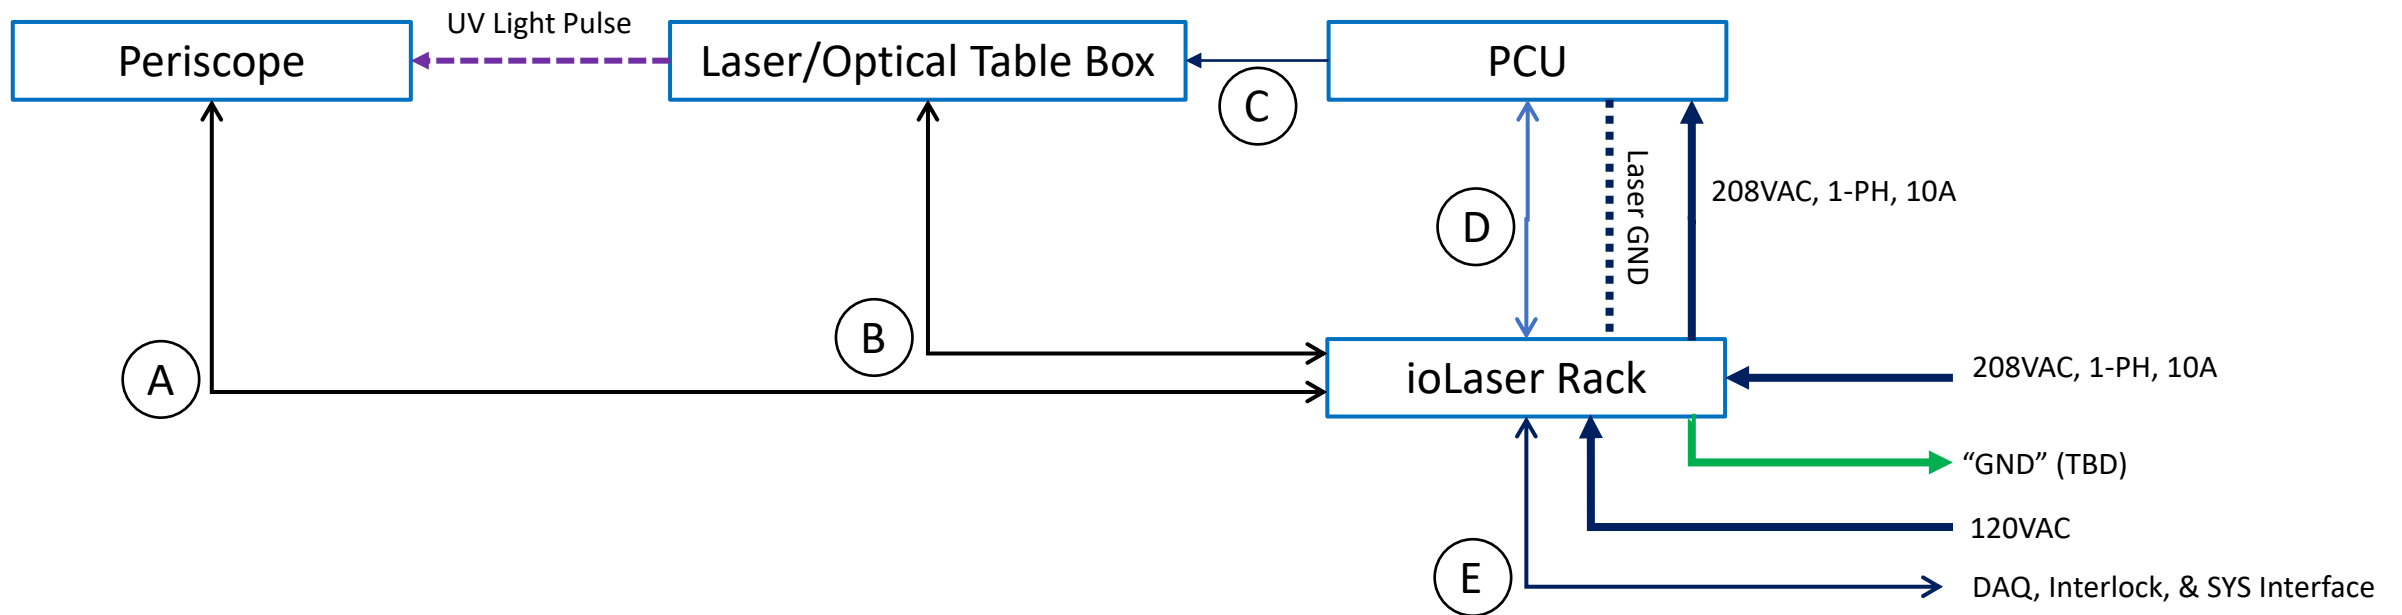 UV Light Pulse
Periscope
Laser/Optical Table Box
PCU
C
Laser GND
208VAC, 1-PH, 10A
D
B
A
ioLaser Rack
208VAC, 1-PH, 10A
“GND” (TBD)
120VAC
E
DAQ, Interlock, & SYS Interface